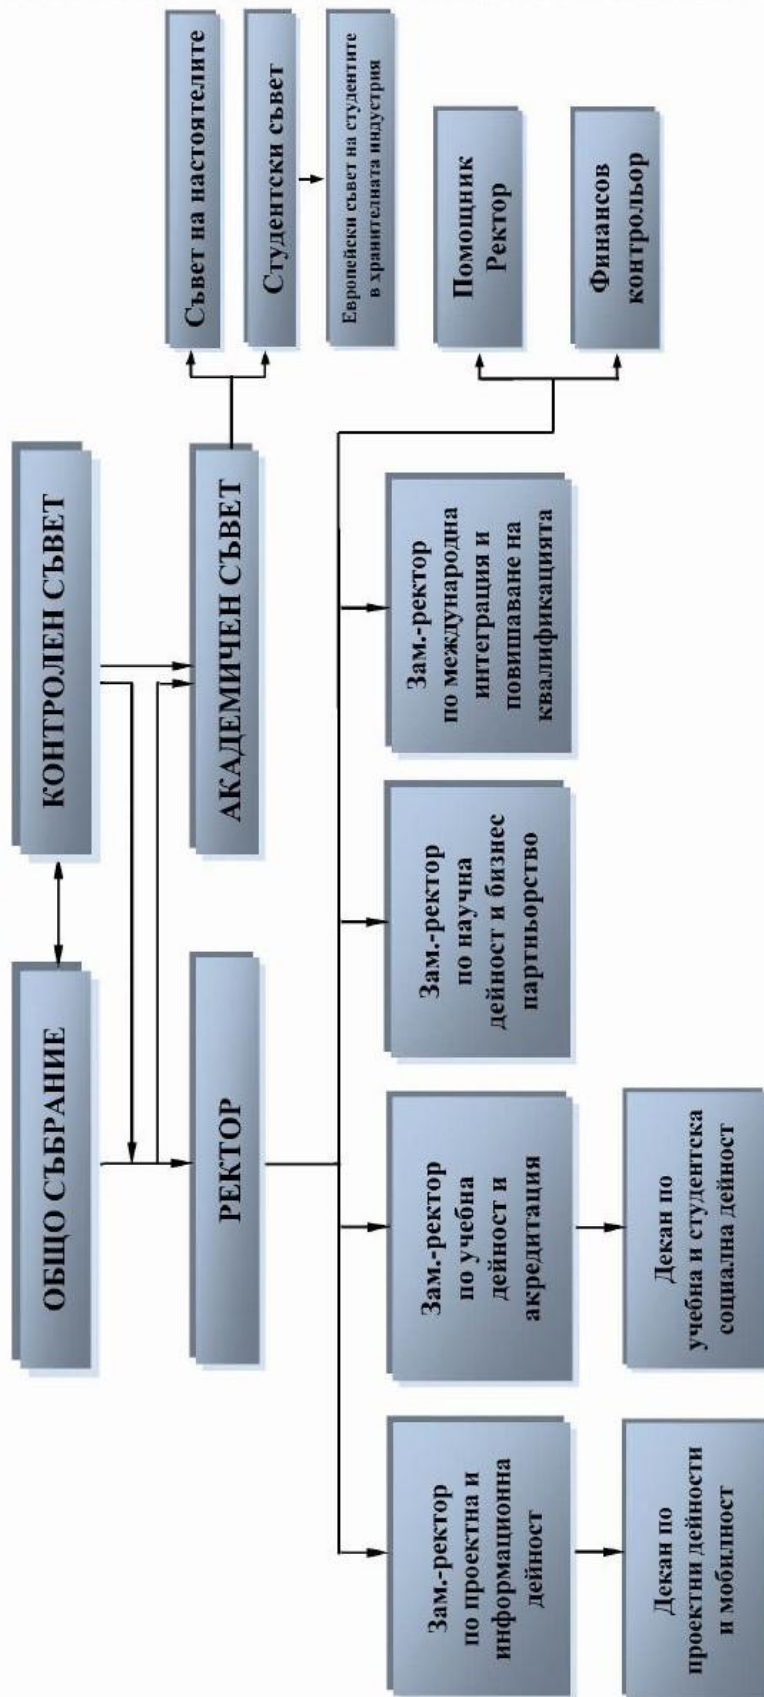 ОБЩО СЪБРАНИЕ
КОНТРОЛЕН СЪВЕТ
РЕКТОР
АКАДЕМИЧЕН СЪВЕТ
Съвет на настоятелите
Студентски съвет
Европейски съвет на студентите
в хранителната индустрия
Зам.-ректор
по проектна и
информационна
дейност
Зам.-ректор
по учебна
дейност и
акредитация
Зам.-ректор
по научна
дейност и бизнес
партньорство
Зам.-ректор
по международна
интеграция и
повишаване на
квалификацията
Помощник
Ректор
Финансов
контрольор
Декан по
проектни дейности
и мобилност
Декан по
учебна и студентска
социална дейност